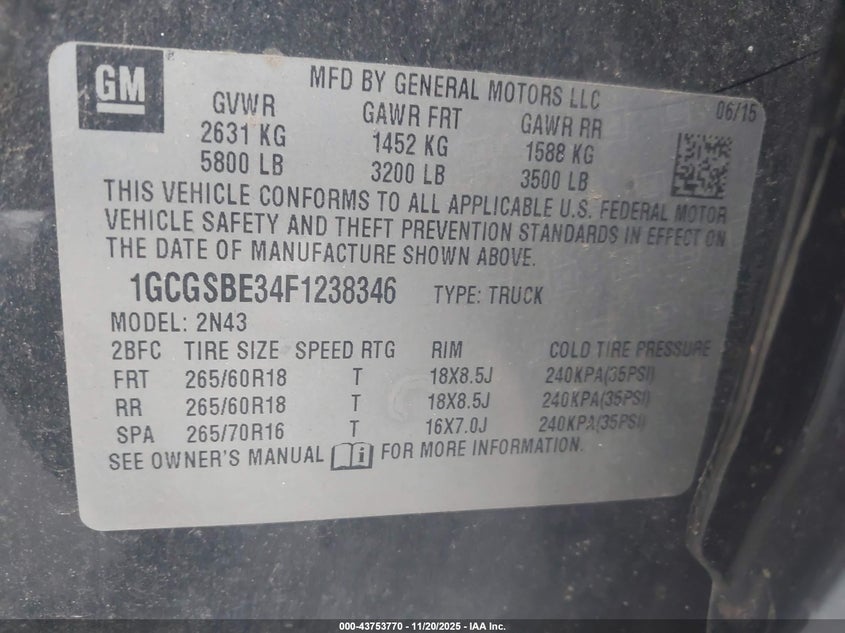 GM
MFD BY GENERAL MOTORS LLC
06/15
GVWR GAWR FRT GAWR RR
2631 KG 1452 KG 1588 KG
5800 LB 3200 LB 3500 LB
THIS VEHICLE CONFORMS TO ALL APPLICABLE U.S. FEDERAL MOTOR
VEHICLE SAFETY AND THEFT PREVENTION STANDARDS IN EFFECT ON
THE DATE OF MANUFACTURE SHOWN ABOVE.
1GCGSBE34F1238346 TYPE: TRUCK
MODEL: 2N43
2BFC TIRE SIZE SPEED RTG RIM COLD TIRE PRESSURE
FRT 265/60R18 T 18X8.5J 240KPA(35PSI)
RR 265/60R18 T 18X8.5J 240KPA(35PSI)
SPA 265/70R16 T 16X7.0J 240KPA(35PSI)
SEE OWNER'S MANUAL i FOR MORE INFORMATION.
000-43753770 - 11/20/2025 - IAA Inc.